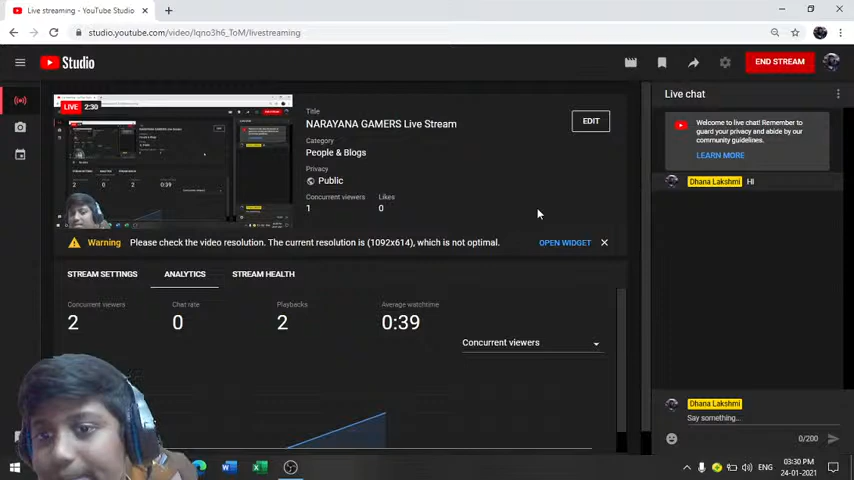 Live streaming - YouTube Studio
studio.youtube.com/video/Iqno3h6_ToM/livestreaming
Studio
END STREAM
LIVE 2:30
Title
NARAYANA GAMERS Live Stream
EDIT
Category
People & Blogs
Privacy
Public
Concurrent viewers Likes
1 0
Warning Please check the video resolution. The current resolution is (1092x614), which is not optimal. OPEN WIDGET
STREAM SETTINGS ANALYTICS STREAM HEALTH
Concurrent viewers Chat rate Playbacks Average watchtime
2 0 2 0:39
Concurrent viewers
Live chat
Welcome to live chat! Remember to
guard your privacy and abide by our
community guidelines.
LEARN MORE
Dhana Lakshmi HI
Dhana Lakshmi
Say something...
0/200
ENG
03:30 PM
24-01-2021